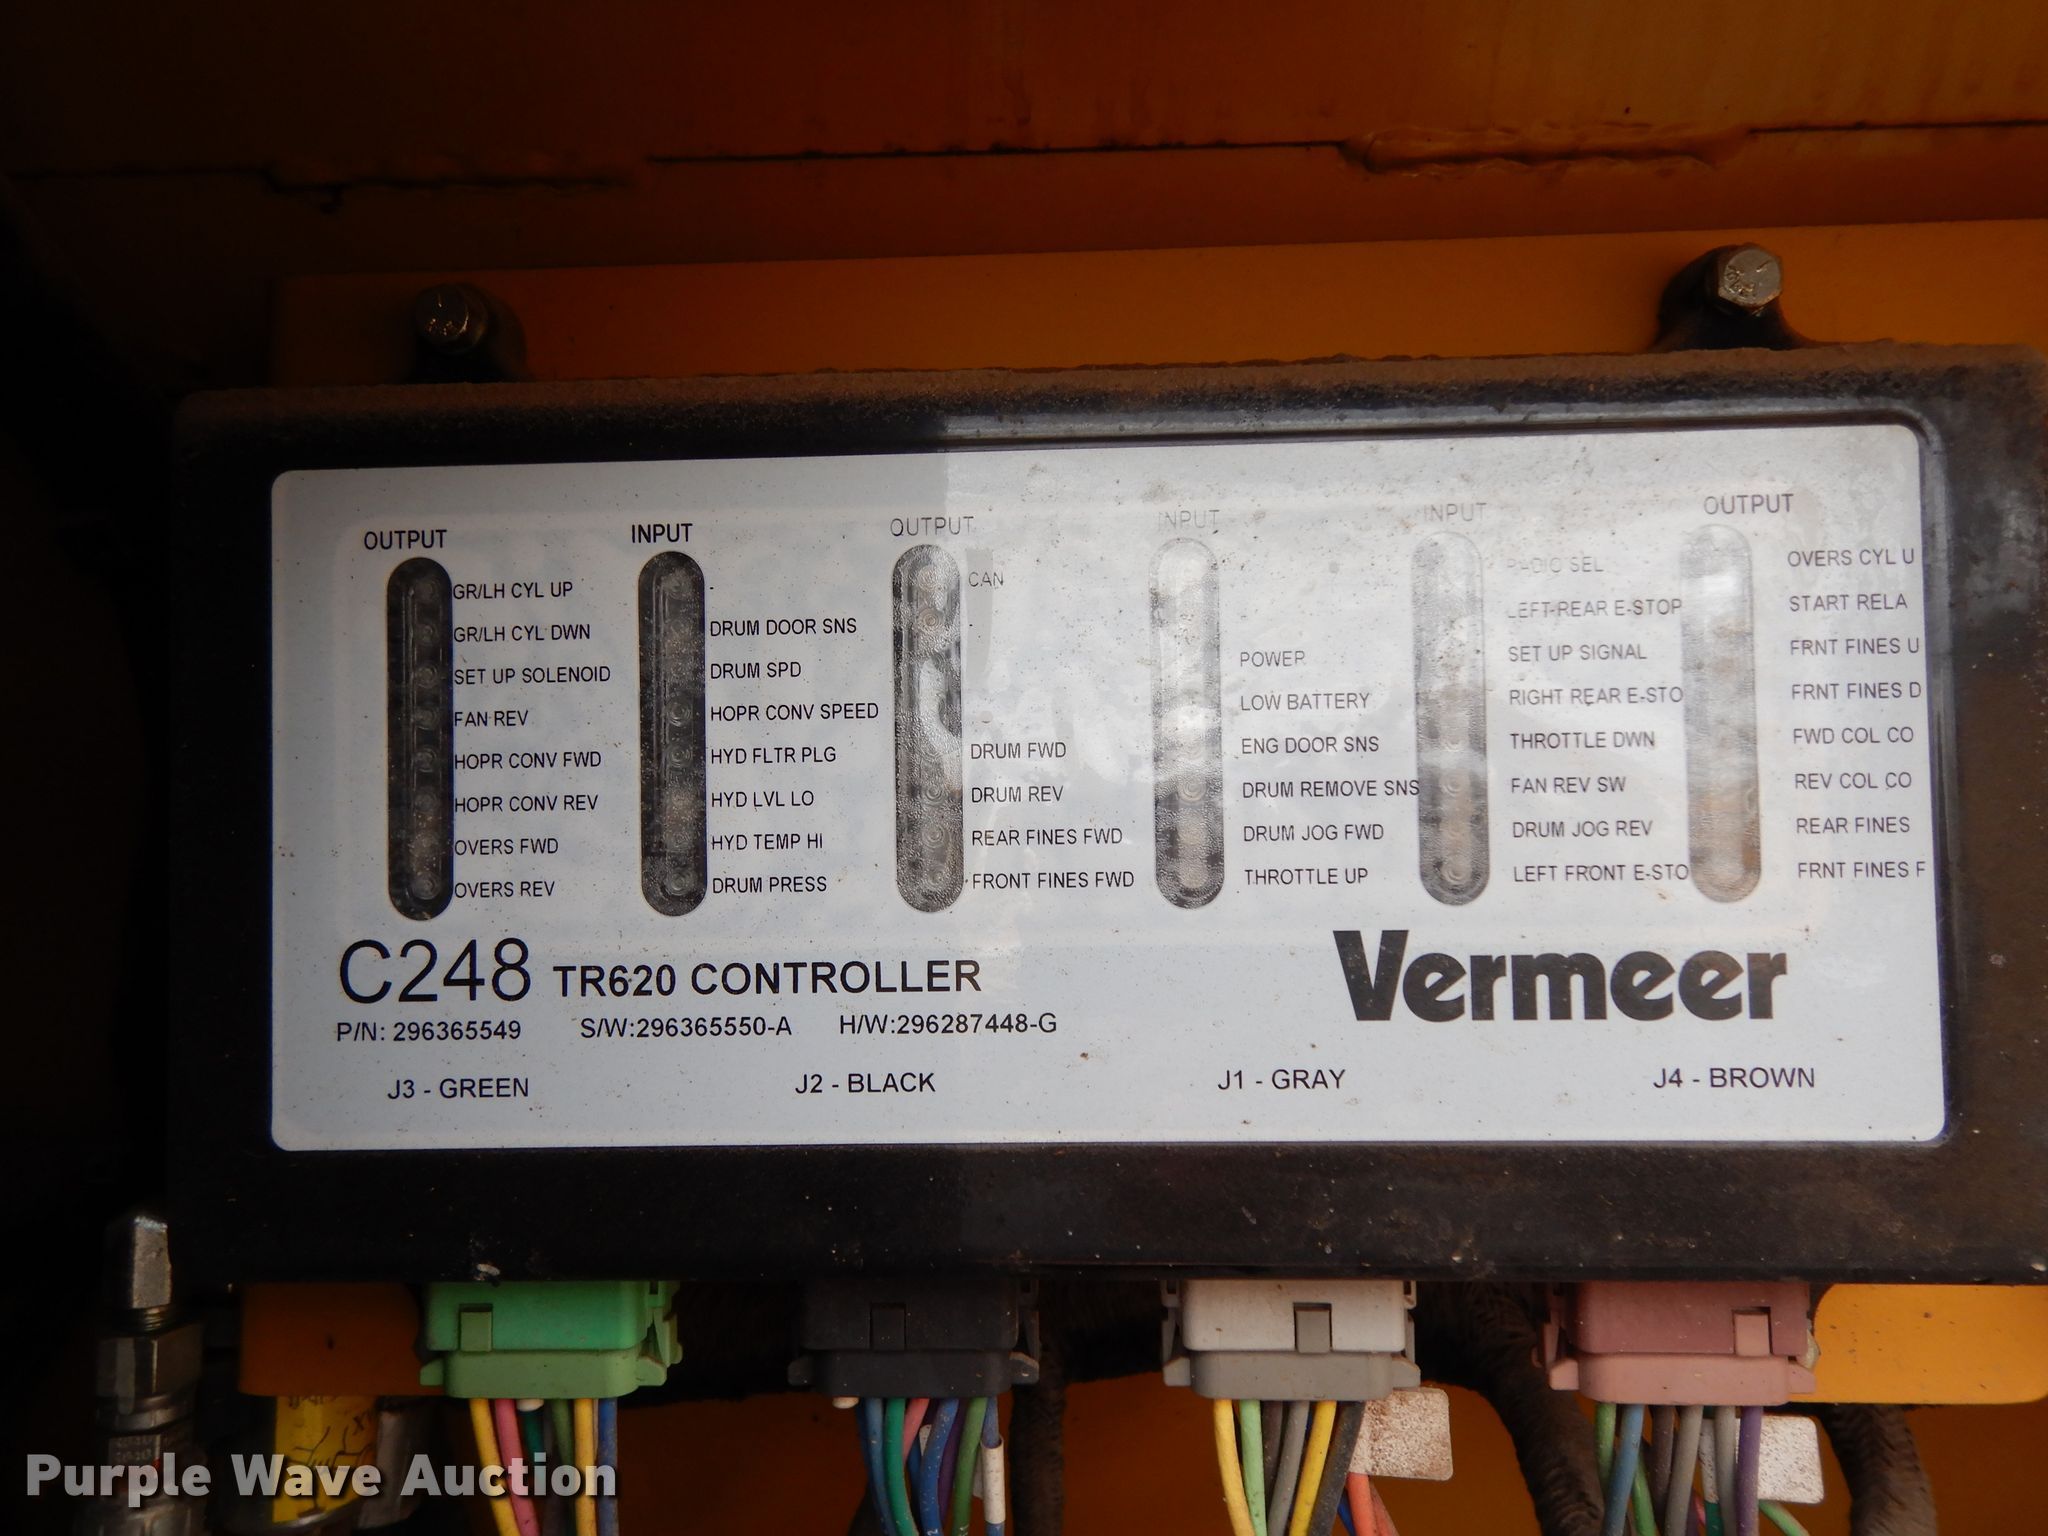 OUTPUT
GR/LH CYL UP
GR/LH CYL DWN
SET UP SOLENOID
FAN REV
HOPR CONV FWD
HOPR CONV REV
OVERS FWD
OVERS REV
INPUT
DRUM DOOR SNS
DRUM SPD
HOPR CONV SPEED
HYD FLTR PLG
HYD LVL LO
HYD TEMP HI
DRUM PRESS
OUTPUT
CAN
DRUM FWD
DRUM REV
REAR FINES FWD
FRONT FINES FWD
INPUT
POWER
LOW BATTERY
ENG DOOR SNS
DRUM REMOVE SNS
DRUM JOG FWD
THROTTLE UP
INPUT
RADIO SEL
LEFT-REAR E-STOP
SET UP SIGNAL
RIGHT REAR E-STO
THROTTLE DWN
FAN REV SW
DRUM JOG REV
LEFT FRONT E-STO
OUTPUT
OVERS CYL U
START RELA
FRNT FINES U
FRNT FINES D
FWD COL CO
REV COL CO
REAR FINES
FRNT FINES F
C248 TR620 CONTROLLER
Vermeer
P/N: 296365549 S/W:296365550-A H/W:296287448-G
J3 - GREEN J2 - BLACK J1 - GRAY J4 - BROWN
Purple Wave Auction